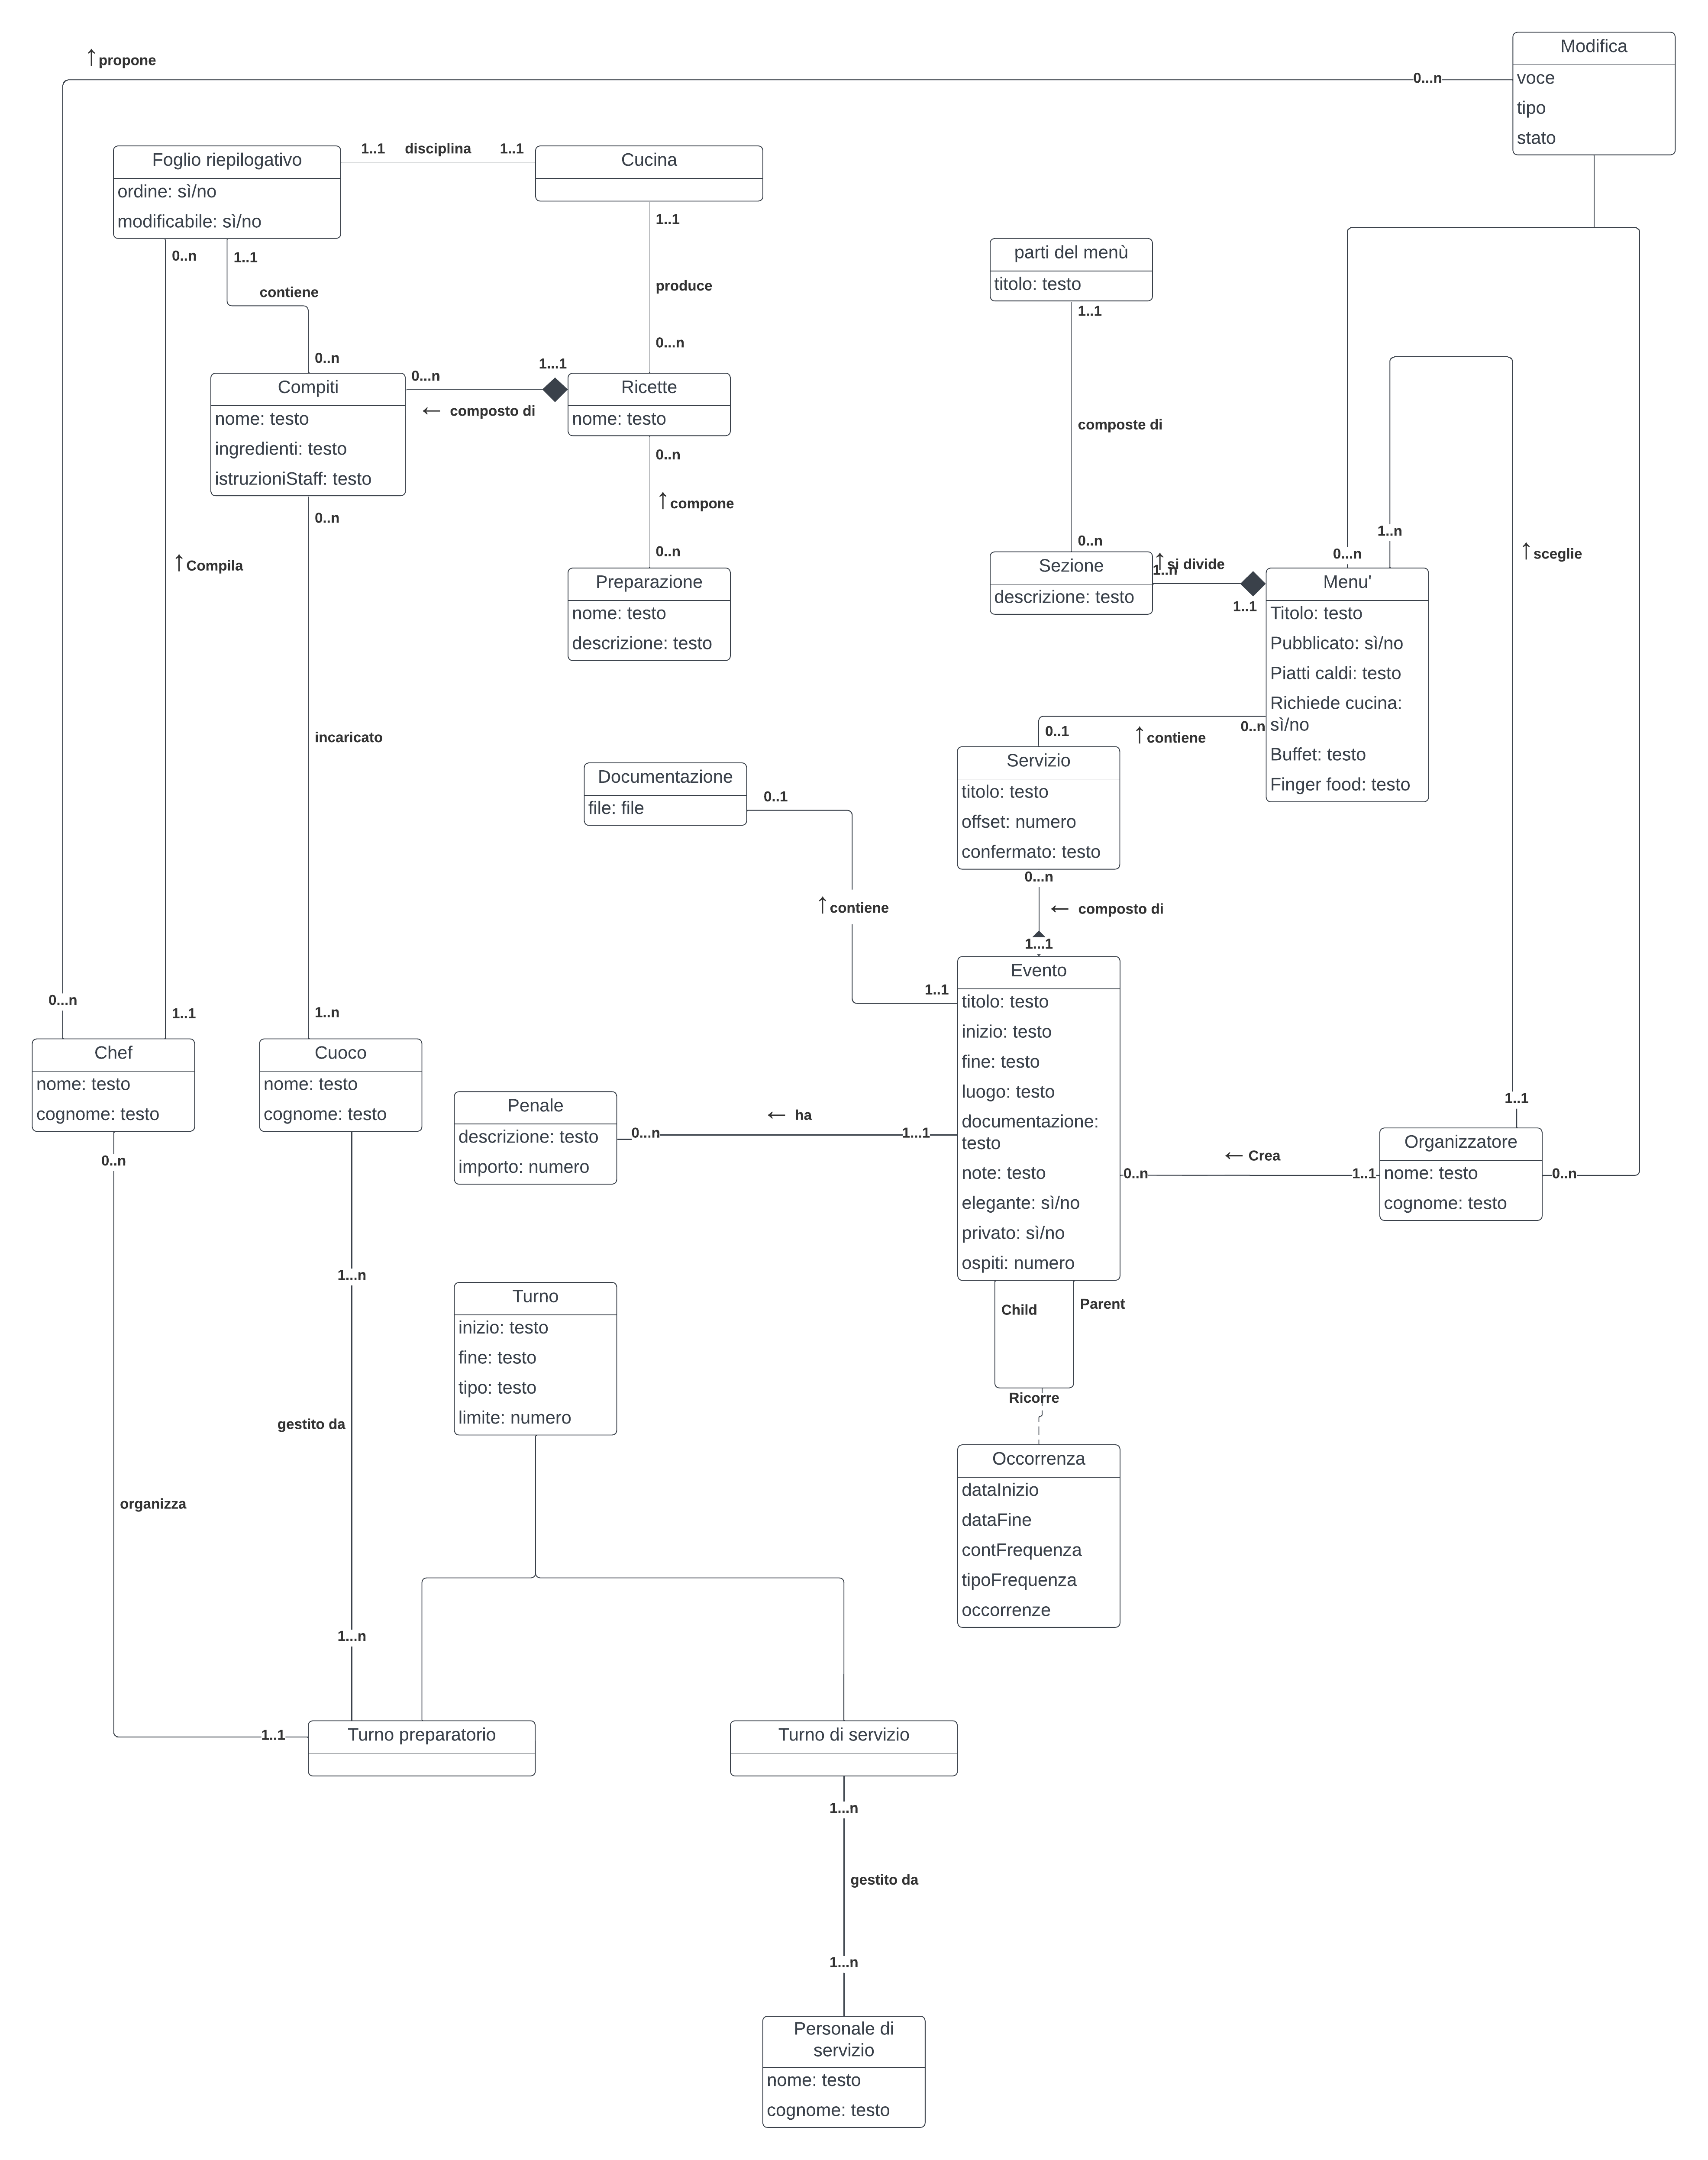 ↑propone
0...n
Modifica
voce
tipo
stato
Foglio riepilogativo
ordine: sì/no
modificabile: sì/no
1..1 disciplina 1..1
Cucina
0..n
1..1
contiene
0..n
1..1
produce
0...n
parti del menù
titolo: testo
1..1
composte di
0..n
Compiti
nome: testo
ingredienti: testo
istruzioniStaff: testo
0...n
1...1
← composto di
Ricette
nome: testo
0..n
↑compone
0..n
Preparazione
nome: testo
descrizione: testo
↑Compila
0..n
incaricato
Sezione
descrizione: testo
↑si divide
1..n
1..1
0...n
1..n
↑sceglie
Menu'
Titolo: testo
Pubblicato: sì/no
Piatti caldi: testo
Richiede cucina:
sì/no
Buffet: testo
Finger food: testo
0..1
↑contiene
0..n
Servizio
titolo: testo
offset: numero
confermato: testo
Documentazione
file: file
0..1
↑contiene
1..1
0...n
← composto di
1...1
Evento
titolo: testo
inizio: testo
fine: testo
luogo: testo
documentazione:
testo
note: testo
elegante: sì/no
privato: sì/no
ospiti: numero
0...n
1..1
1..n
Chef
nome: testo
cognome: testo
Cuoco
nome: testo
cognome: testo
Penale
descrizione: testo
importo: numero
0...n
← ha
1...1
0..n
← Crea
1..1
1..1
Organizzatore
nome: testo
cognome: testo
0..n
0..n
organizza
1..1
1...n
gestito da
1...n
Turno
inizio: testo
fine: testo
tipo: testo
limite: numero
Child
Parent
Ricorre
Occorrenza
dataInizio
dataFine
contFrequenza
tipoFrequenza
occorrenze
Turno preparatorio
Turno di servizio
1...n
gestito da
1...n
Personale di
servizio
nome: testo
cognome: testo